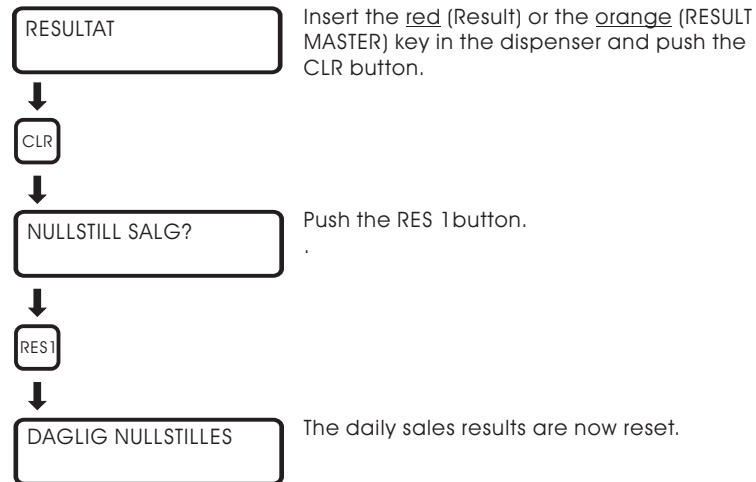 RESULTAT
Insert the red (Result) or the orange (RESULT
MASTER) key in the dispenser and push the
CLR button.
CLR
NULLSTILL SALG?
Push the RES 1button.
.
RES1
DAGLIG NULLSTILLES
The daily sales results are now reset.